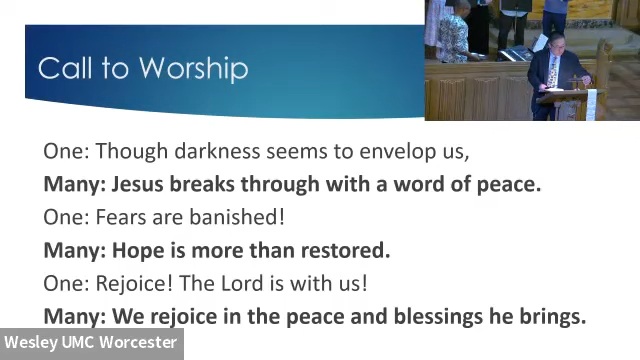 Call to Worship
One: Though darkness seems to envelop us,
Many: Jesus breaks through with a word of peace.
One: Fears are banished!
Many: Hope is more than restored.
One: Rejoice! The Lord is with us!
Many: We rejoice in the peace and blessings he brings.
Wesley UMC Worcester